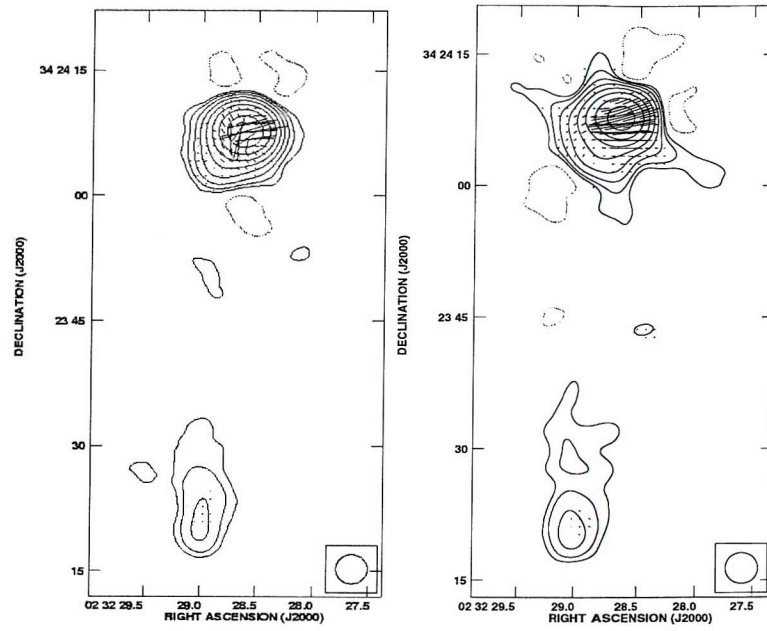 34 24 15
00
23 45
30
15
DECLINATION (J2000)
02 32 29.5 29.0 28.5 28.0 27.5
RIGHT ASCENSION (J2000)
34 24 15
00
23 45
30
15
DECLINATION (J2000)
02 32 29.5 29.0 28.5 28.0 27.5
RIGHT ASCENSION (J2000)